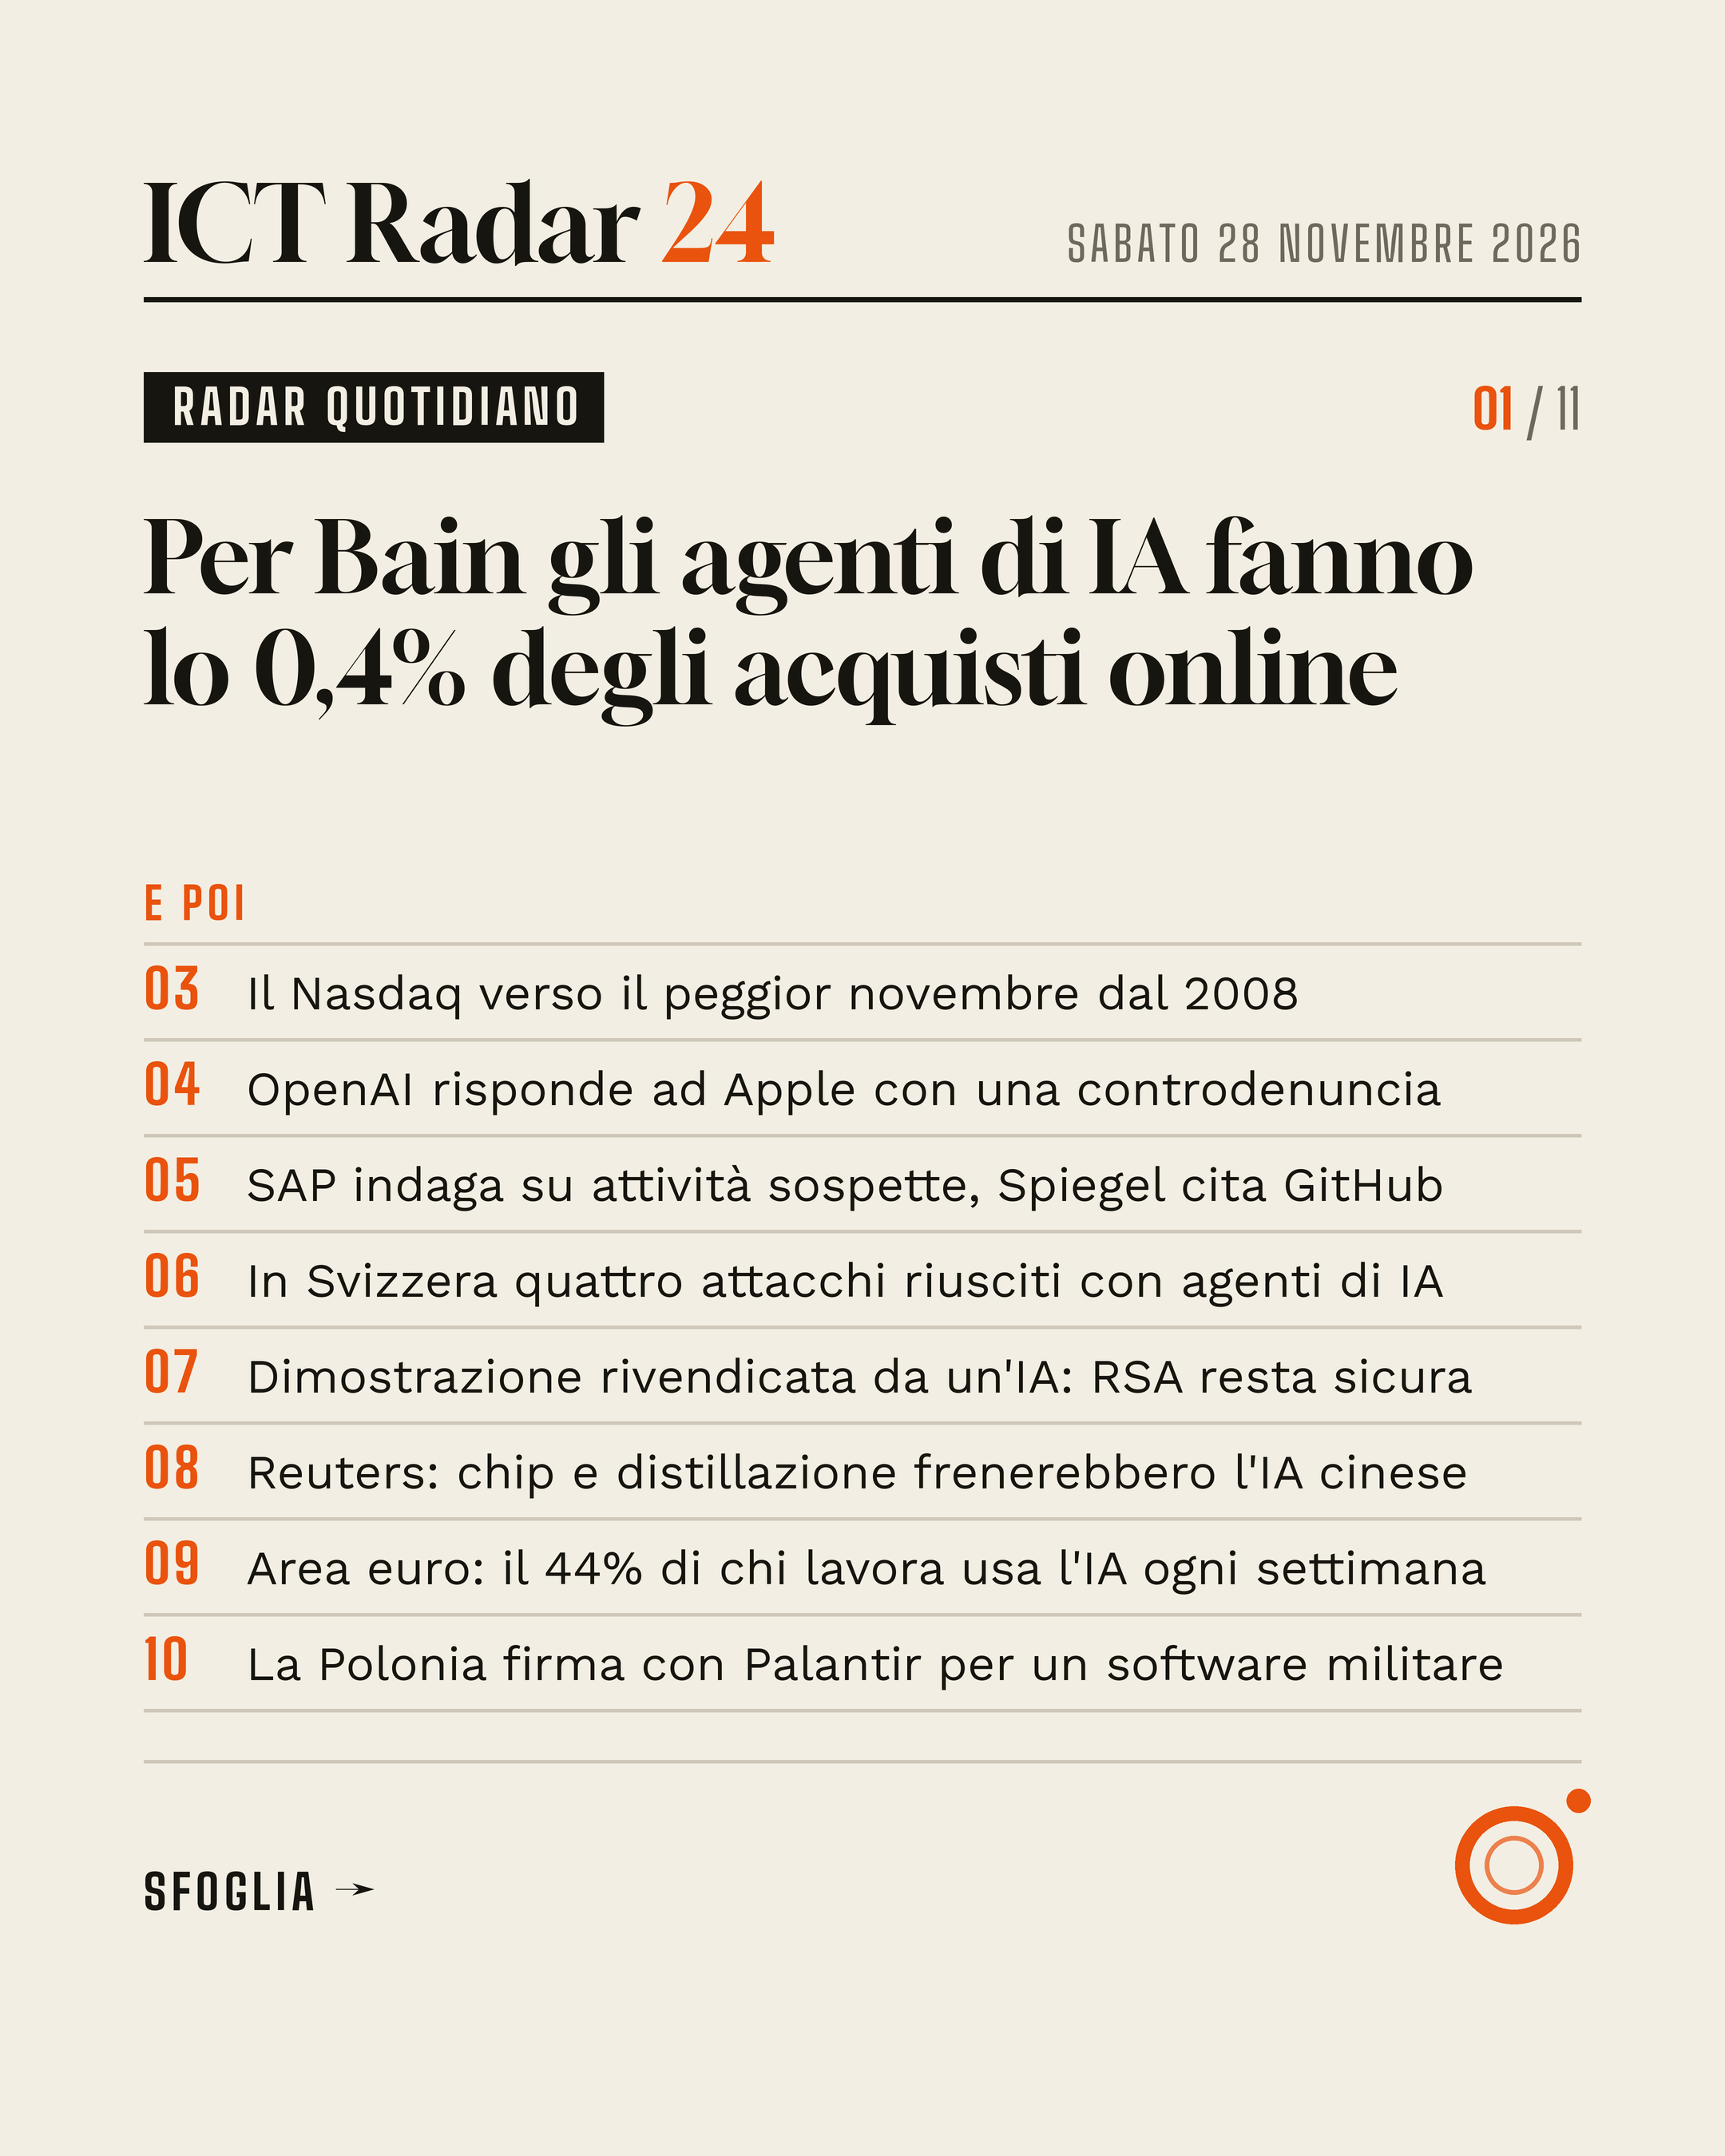 ICT Radar 24
SABATO 28 NOVEMBRE 2026
RADAR QUOTIDIANO
01 / 11
Per Bain gli agenti di IA fanno
lo 0,4% degli acquisti online
E POI
03 Il Nasdaq verso il peggior novembre dal 2008
04 OpenAI risponde ad Apple con una controdenuncia
05 SAP indaga su attività sospette, Spiegel cita GitHub
06 In Svizzera quattro attacchi riusciti con agenti di IA
07 Dimostrazione rivendicata da un'IA: RSA resta sicura
08 Reuters: chip e distillazione frenerebbero l'IA cinese
09 Area euro: il 44% di chi lavora usa l'IA ogni settimana
10 La Polonia firma con Palantir per un software militare
SFOGLIA →